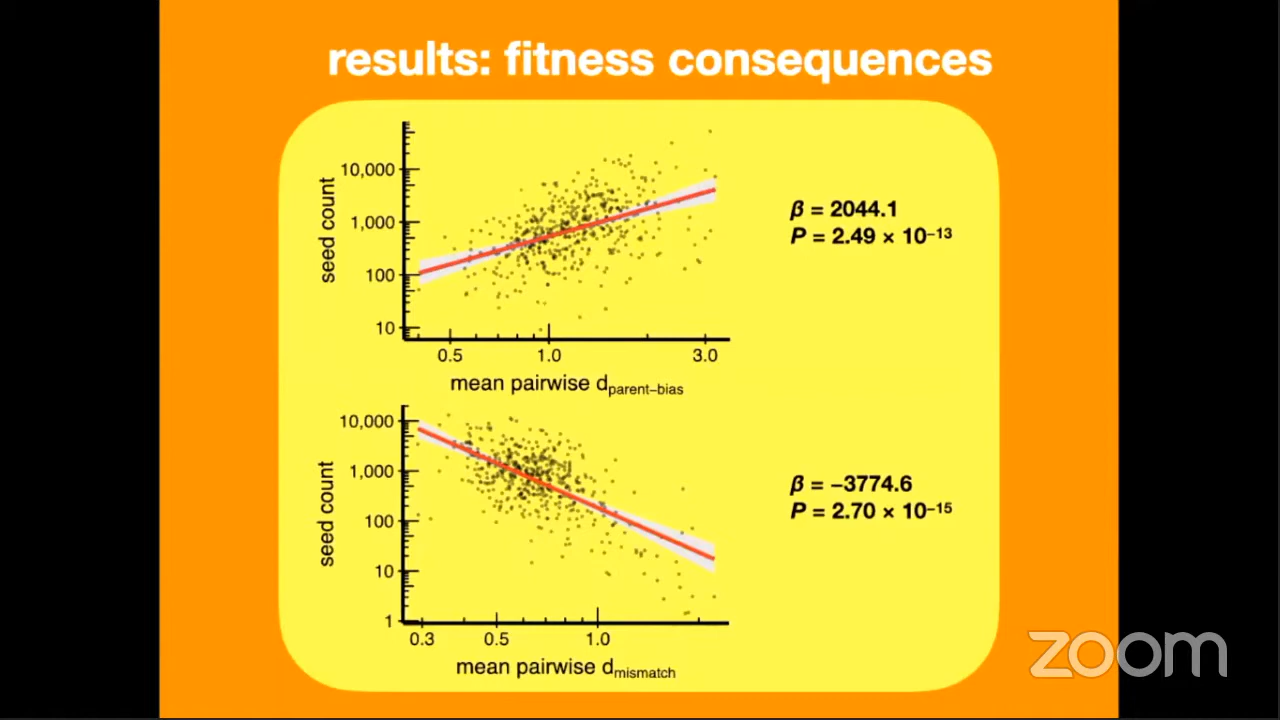 results: fitness consequences
10,000
1,000
100
10
seed count
0.5 1.0 3.0
mean pairwise dparent–bias
β = 2044.1
P = 2.49 × 10−13
10,000
1,000
100
10
1
seed count
0.3 0.5 1.0
mean pairwise dmismatch
β = −3774.6
P = 2.70 × 10−15
zoom